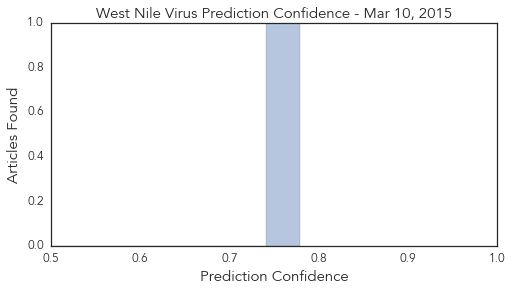 West Nile Virus Prediction Confidence - Mar 10, 2015
1.0
0.8
0.6
0.4
0.2
0.0
Articles Found
0.5 0.6 0.7 0.8 0.9 1.0
Prediction Confidence